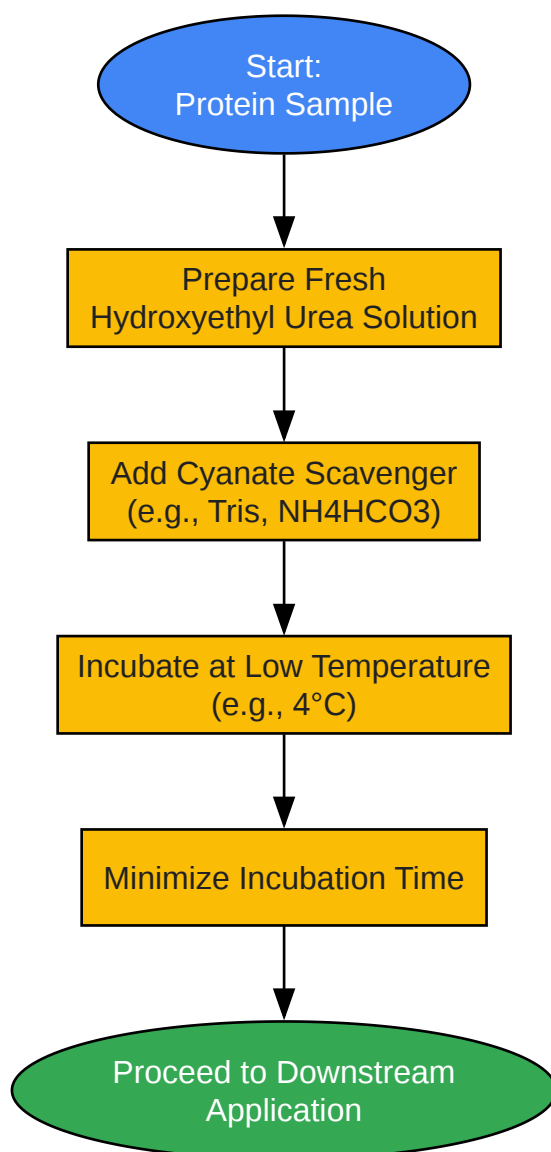 Start:
Protein Sample
Prepare Fresh
Hydroxyethyl Urea Solution
Add Cyanate Scavenger
(e.g., Tris, NH4HCO3)
Incubate at Low Temperature
(e.g., 4°C)
Minimize Incubation Time
Proceed to Downstream
Application